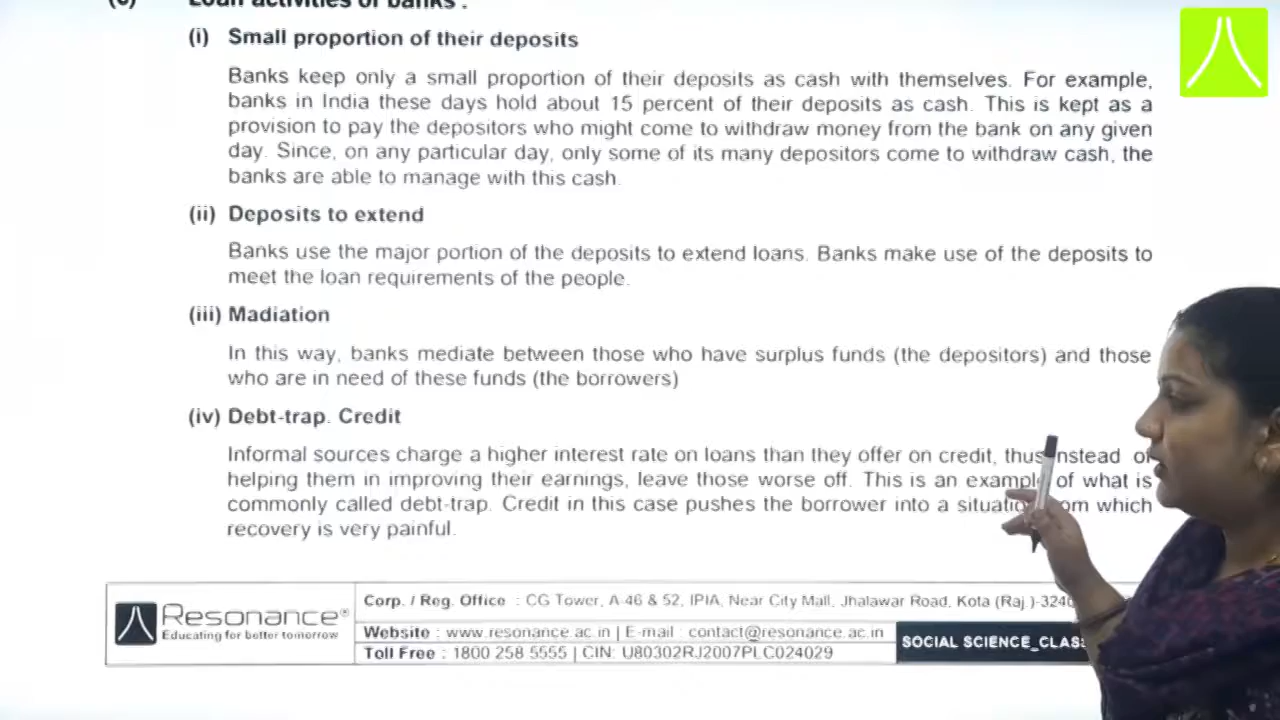 Loan activities of banks :
(i) Small proportion of their deposits
Banks keep only a small proportion of their deposits as cash with themselves. For example,
banks in India these days hold about 15 percent of their deposits as cash. This is kept as a
provision to pay the depositors who might come to withdraw money from the bank on any given
day. Since, on any particular day, only some of its many depositors come to withdraw cash, the
banks are able to manage with this cash.
(ii) Deposits to extend
Banks use the major portion of the deposits to extend loans. Banks make use of the deposits to
meet the loan requirements of the people.
(iii) Madiation
In this way, banks mediate between those who have surplus funds (the depositors) and those
who are in need of these funds (the borrowers)
(iv) Debt-trap. Credit
Informal sources charge a higher interest rate on loans than they offer on credit, thus instead of
helping them in improving their earnings, leave those worse off. This is an example of what is
commonly called debt-trap. Credit in this case pushes the borrower into a which
recovery is very painful.
Resonance®
Educating for better tomorrow
Corp. / Reg. Office : CG Tower, A-46 & 52, IPIA, Near City Mall, Jhalawar Road, Kota (Raj.)-3240
Website : www.resonance.ac.in | E-mail : contact@resonance.ac.in
Toll Free : 1800 258 5555 | CIN: U80302RJ2007PLC024029
SOCIAL SCIENCE_CLAS